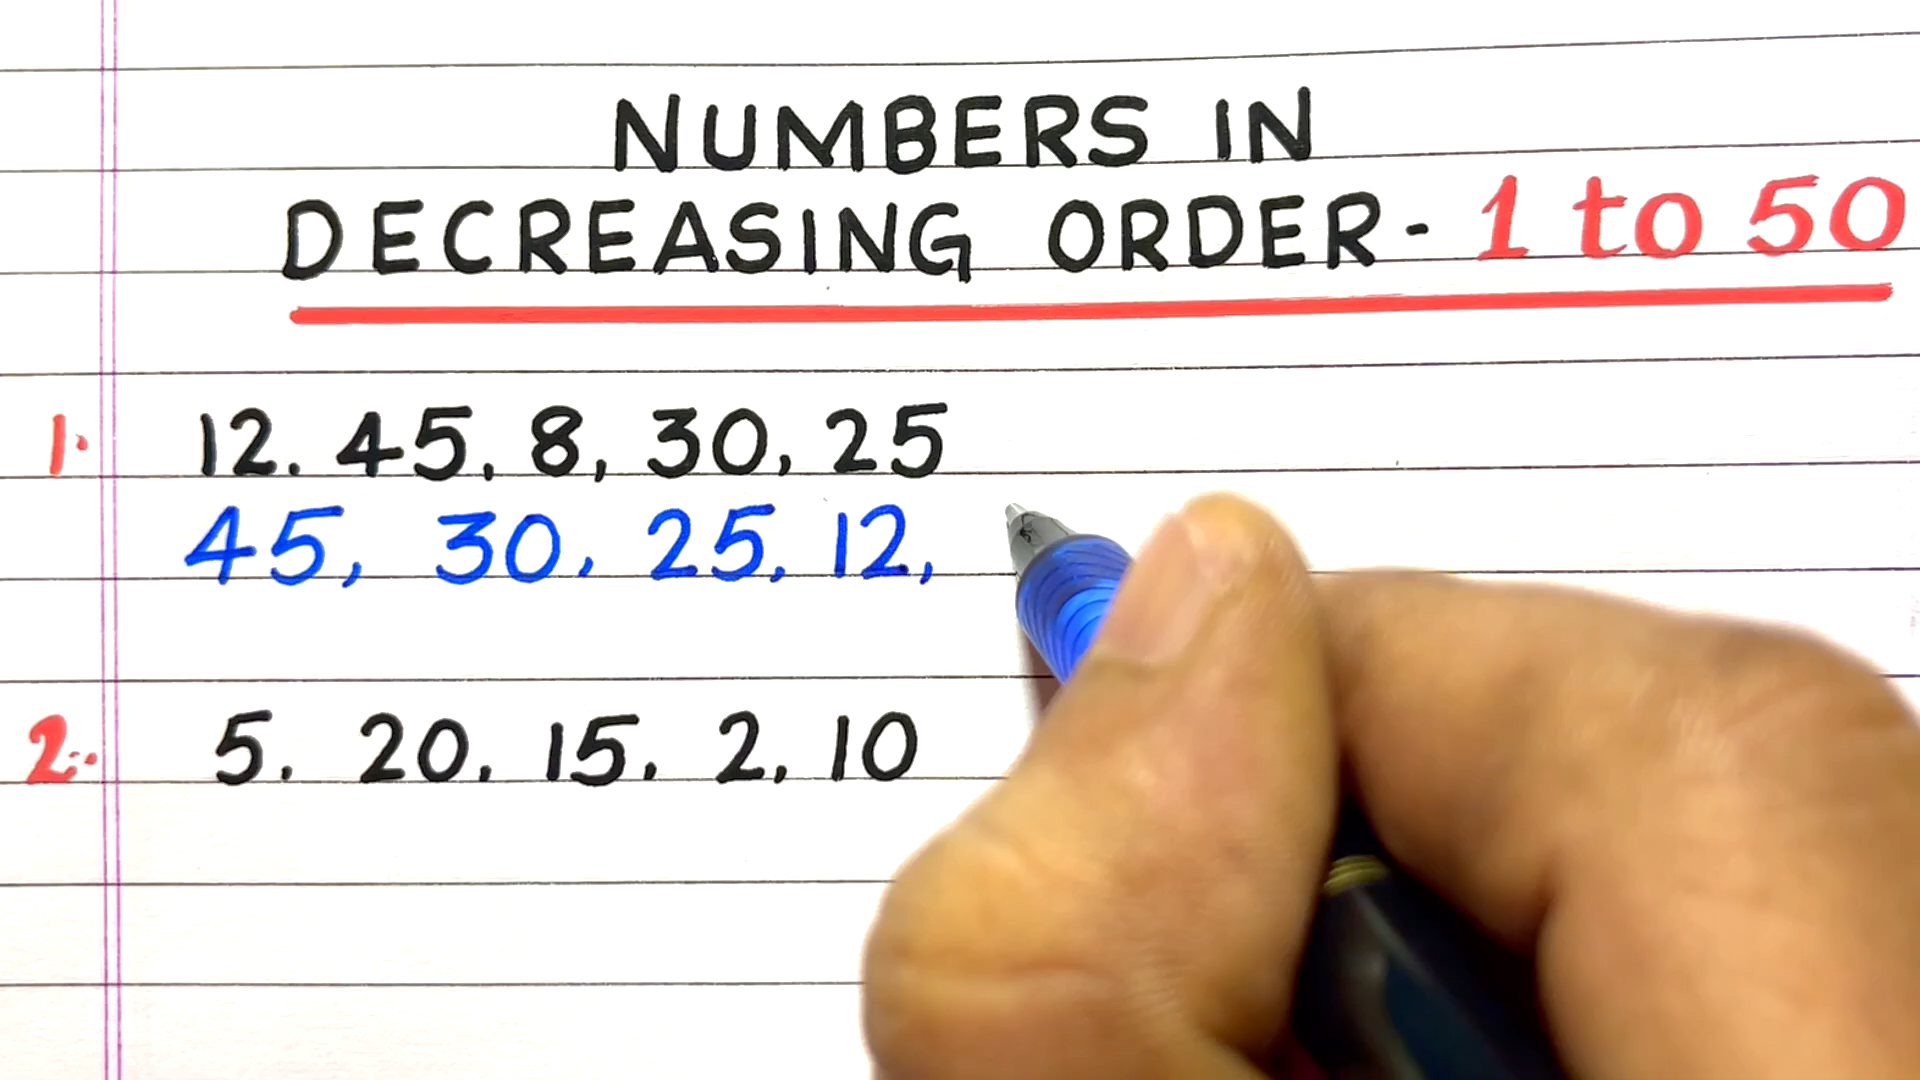 NUMBERS IN
DECREASING ORDER- 1 to 50
1. 12. 45, 8, 30, 25
45, 30, 25, 12,
2. 5. 20, 15, 2, 10